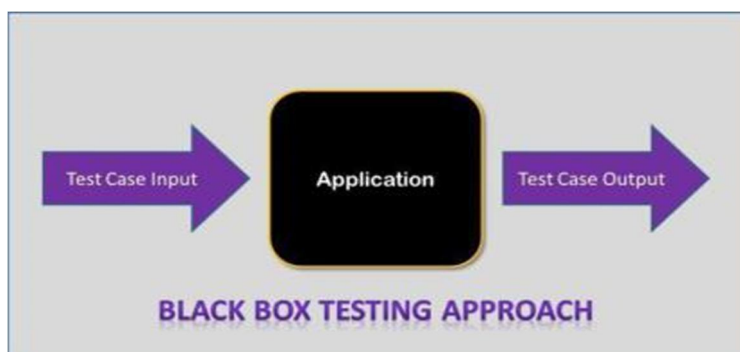 Test Case Input
Application
Test Case Output
BLACK BOX TESTING APPROACH